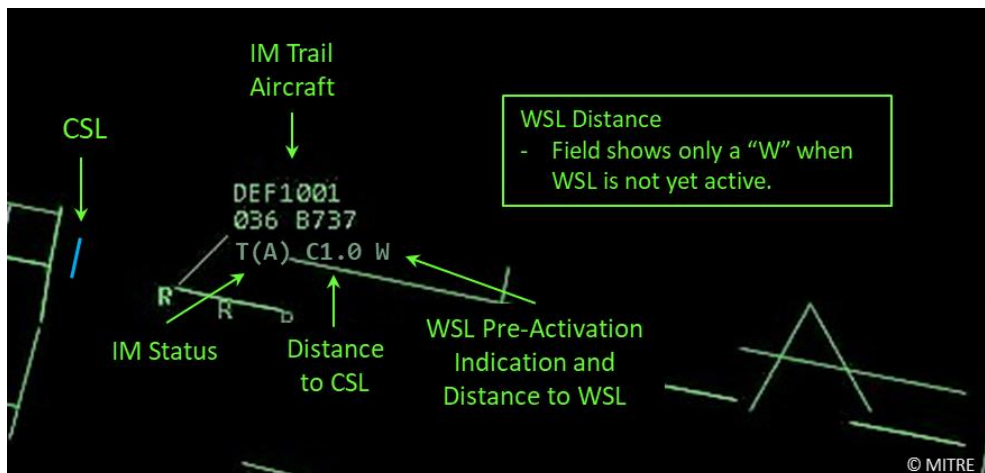 IM Trail
Aircraft
CSL
WSL Distance
- Field shows only a “W” when
WSL is not yet active.
DEF1001
036 B737
T(A) C1.0 W
R
R
IM Status
Distance
to CSL
WSL Pre-Activation
Indication and
Distance to WSL
© MITRE